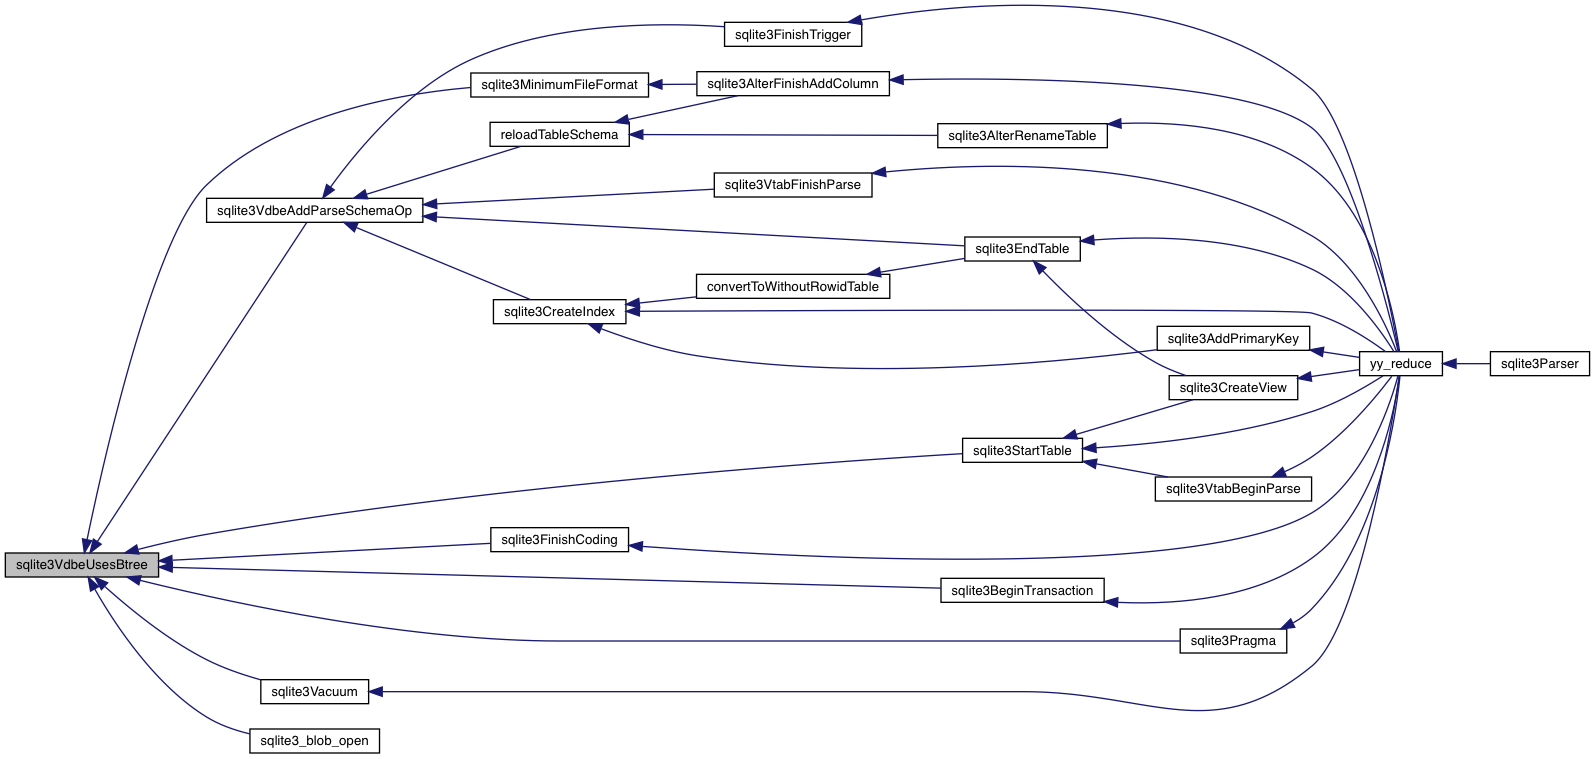 sqlite3FinishTrigger
sqlite3MinimumFileFormat
sqlite3AlterFinishAddColumn
reloadTableSchema
sqlite3AlterRenameTable
sqlite3VtabFinishParse
sqlite3VdbeAddParseSchemaOp
sqlite3EndTable
convertToWithoutRowidTable
sqlite3CreateIndex
sqlite3AddPrimaryKey
yy_reduce
sqlite3Parser
sqlite3CreateView
sqlite3StartTable
sqlite3VtabBeginParse
sqlite3FinishCoding
sqlite3VdbeUsesBtree
sqlite3BeginTransaction
sqlite3Pragma
sqlite3Vacuum
sqlite3_blob_open